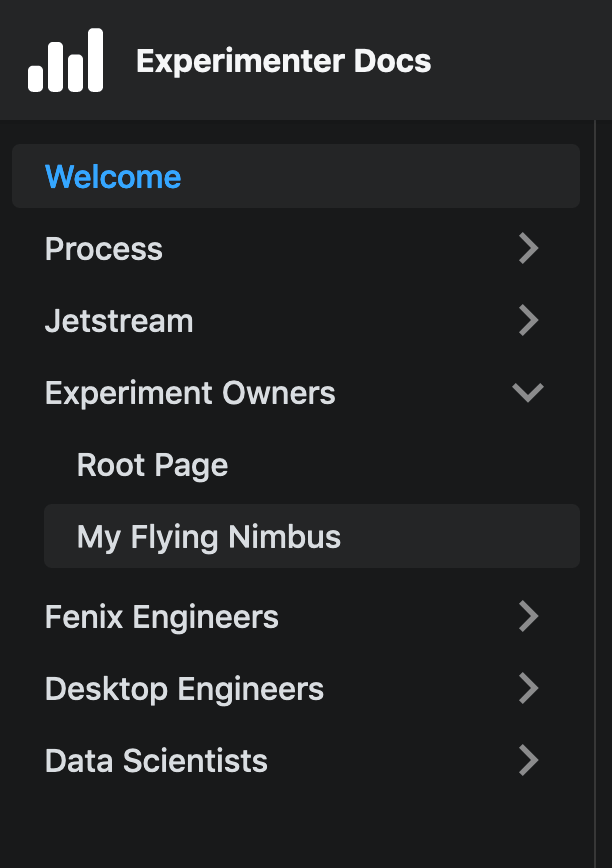 Experimenter Docs
Welcome
Process
Jetstream
Experiment Owners
Root Page
My Flying Nimbus
Fenix Engineers
Desktop Engineers
Data Scientists